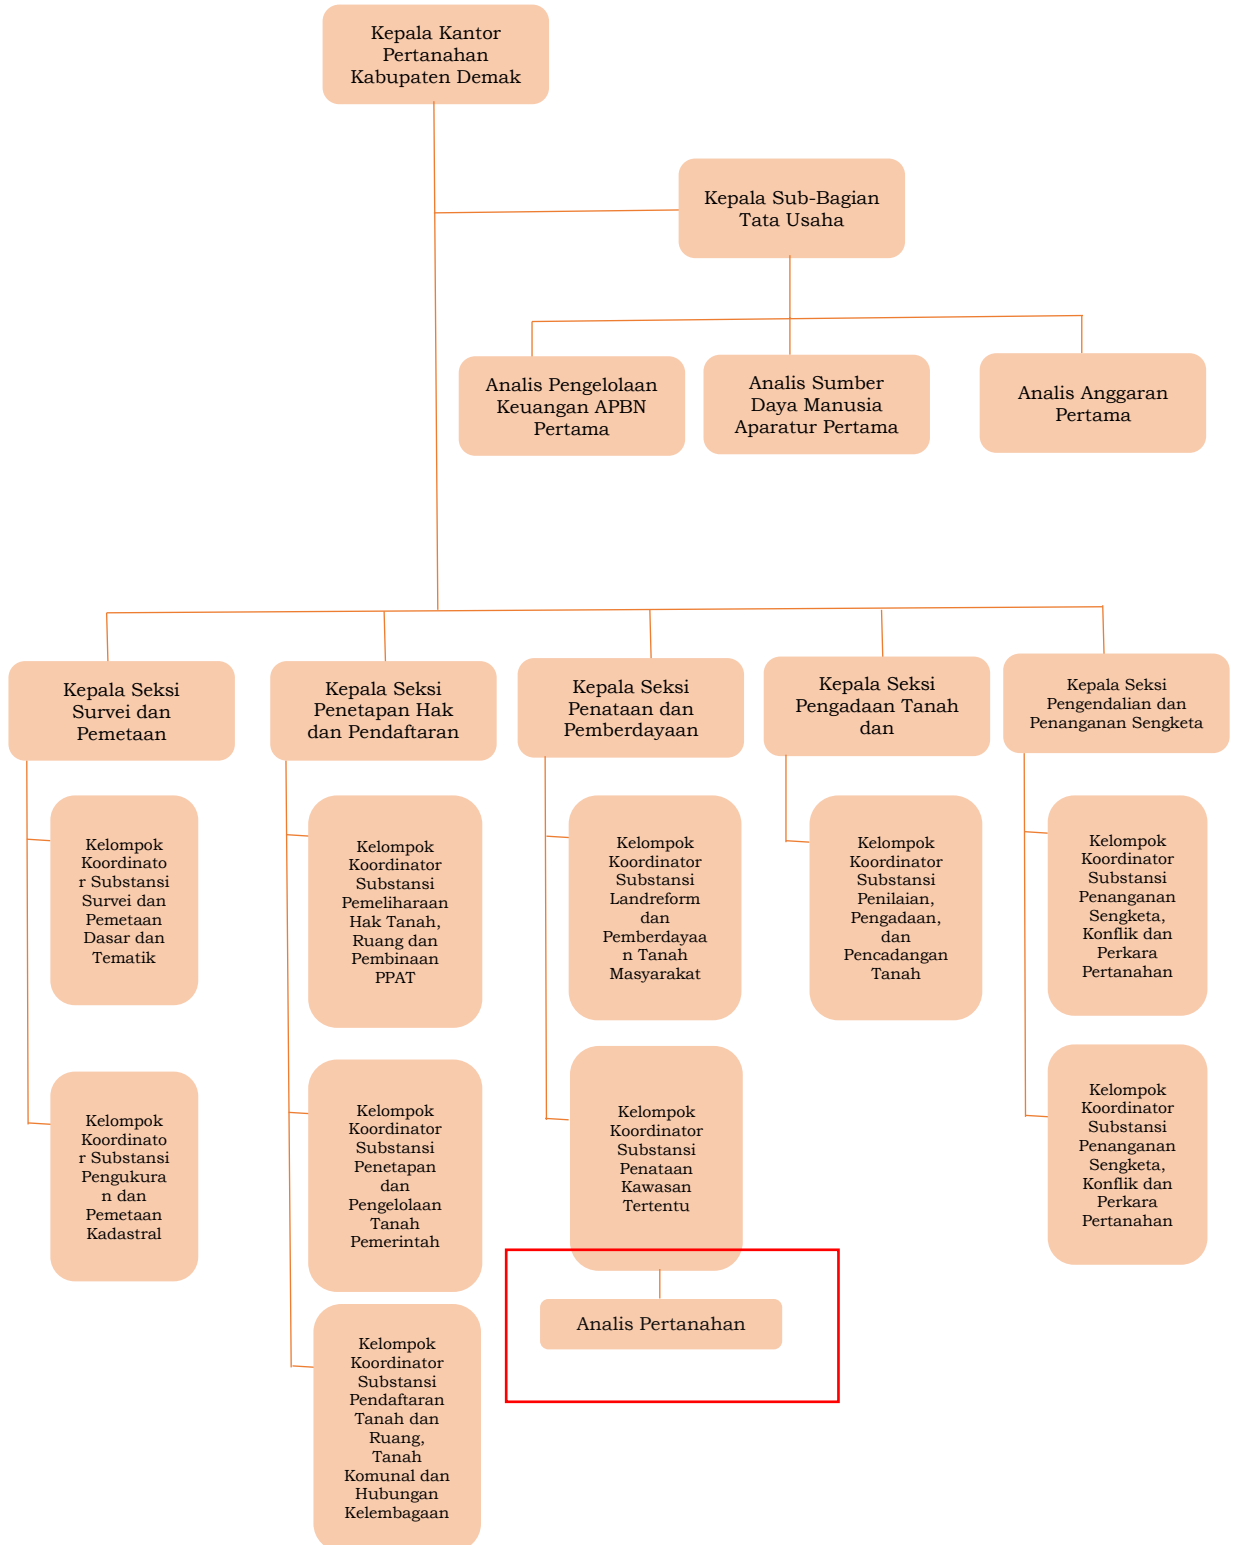 Kepala Kantor
Pertanahan
Kabupaten Demak
Kepala Sub-Bagian
Tata Usaha
Analis Pengelolaan
Keuangan APBN
Pertama
Analis Sumber
Daya Manusia
Aparatur Pertama
Analis Anggaran
Pertama
Kepala Seksi
Survei dan
Pemetaan
Kepala Seksi
Penetapan Hak
dan Pendaftaran
Kepala Seksi
Penataan dan
Pemberdayaan
Kepala Seksi
Pengadaan Tanah
dan
Kepala Seksi
Pengendalian dan
Penanganan Sengketa
Kelompok
Koordinato
r Substansi
Survei dan
Pemetaan
Dasar dan
Tematik
Kelompok
Koordinator
Substansi
Pemeliharaan
Hak Tanah,
Ruang dan
Pembinaan
PPAT
Kelompok
Koordinator
Substansi
Landreform
dan
Pemberdayaa
n Tanah
Masyarakat
Kelompok
Koordinator
Substansi
Penilaian,
Pengadaan,
dan
Pencadangan
Tanah
Kelompok
Koordinator
Substansi
Penanganan
Sengketa,
Konflik dan
Perkara
Pertanahan
Kelompok
Koordinato
r Substansi
Pengukura
n dan
Pemetaan
Kadastral
Kelompok
Koordinator
Substansi
Penetapan
dan
Pengelolaan
Tanah
Pemerintah
Kelompok
Koordinator
Substansi
Penataan
Kawasan
Tertentu
Kelompok
Koordinator
Substansi
Penanganan
Sengketa,
Konflik dan
Perkara
Pertanahan
Analis Pertanahan
Kelompok
Koordinator
Substansi
Pendaftaran
Tanah dan
Ruang,
Tanah
Komunal dan
Hubungan
Kelembagaan